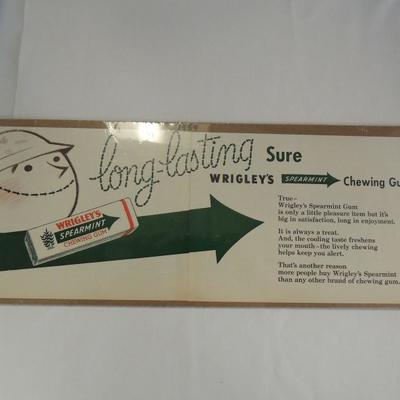 long-lasting Sure
WRIGLEY'S SPEARMINT Chewing Gu
WRIGLEY'S
SPEARMINT
CHEWING GUM
True—
Wrigley's Spearmint Gum
is only a little pleasure item but it's
big in satisfaction, long in enjoyment.
It is always a treat.
And, the cooling taste freshens
your mouth—the lively chewing
helps keep you alert.
That's another reason
more people buy Wrigley's Spearmint
than any other brand of chewing gum.